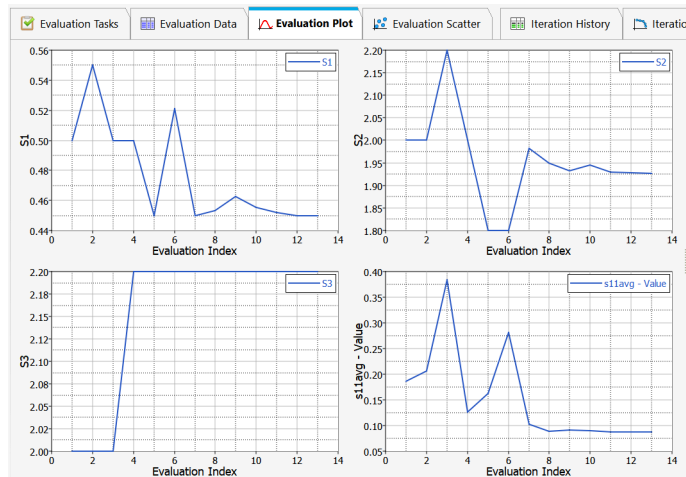 Evaluation Tasks Evaluation Data Evaluation Plot Evaluation Scatter Iteration History Iteratio
0.56
0.54
0.52
0.50
0.48
0.46
0.44
S1
S1
0 2 4 6 8 10 12 14
Evaluation Index
2.20
2.15
2.10
2.05
2.00
1.95
1.90
1.85
1.80
S2
S2
0 2 4 6 8 10 12 14
Evaluation Index
2.20
2.18
2.15
2.12
2.10
2.08
2.05
2.02
2.00
S3
S3
0 2 4 6 8 10 12 14
Evaluation Index
0.40
0.35
0.30
0.25
0.20
0.15
0.10
0.05
s11avg - Value
s11avg - Value
0 2 4 6 8 10 12 14
Evaluation Index